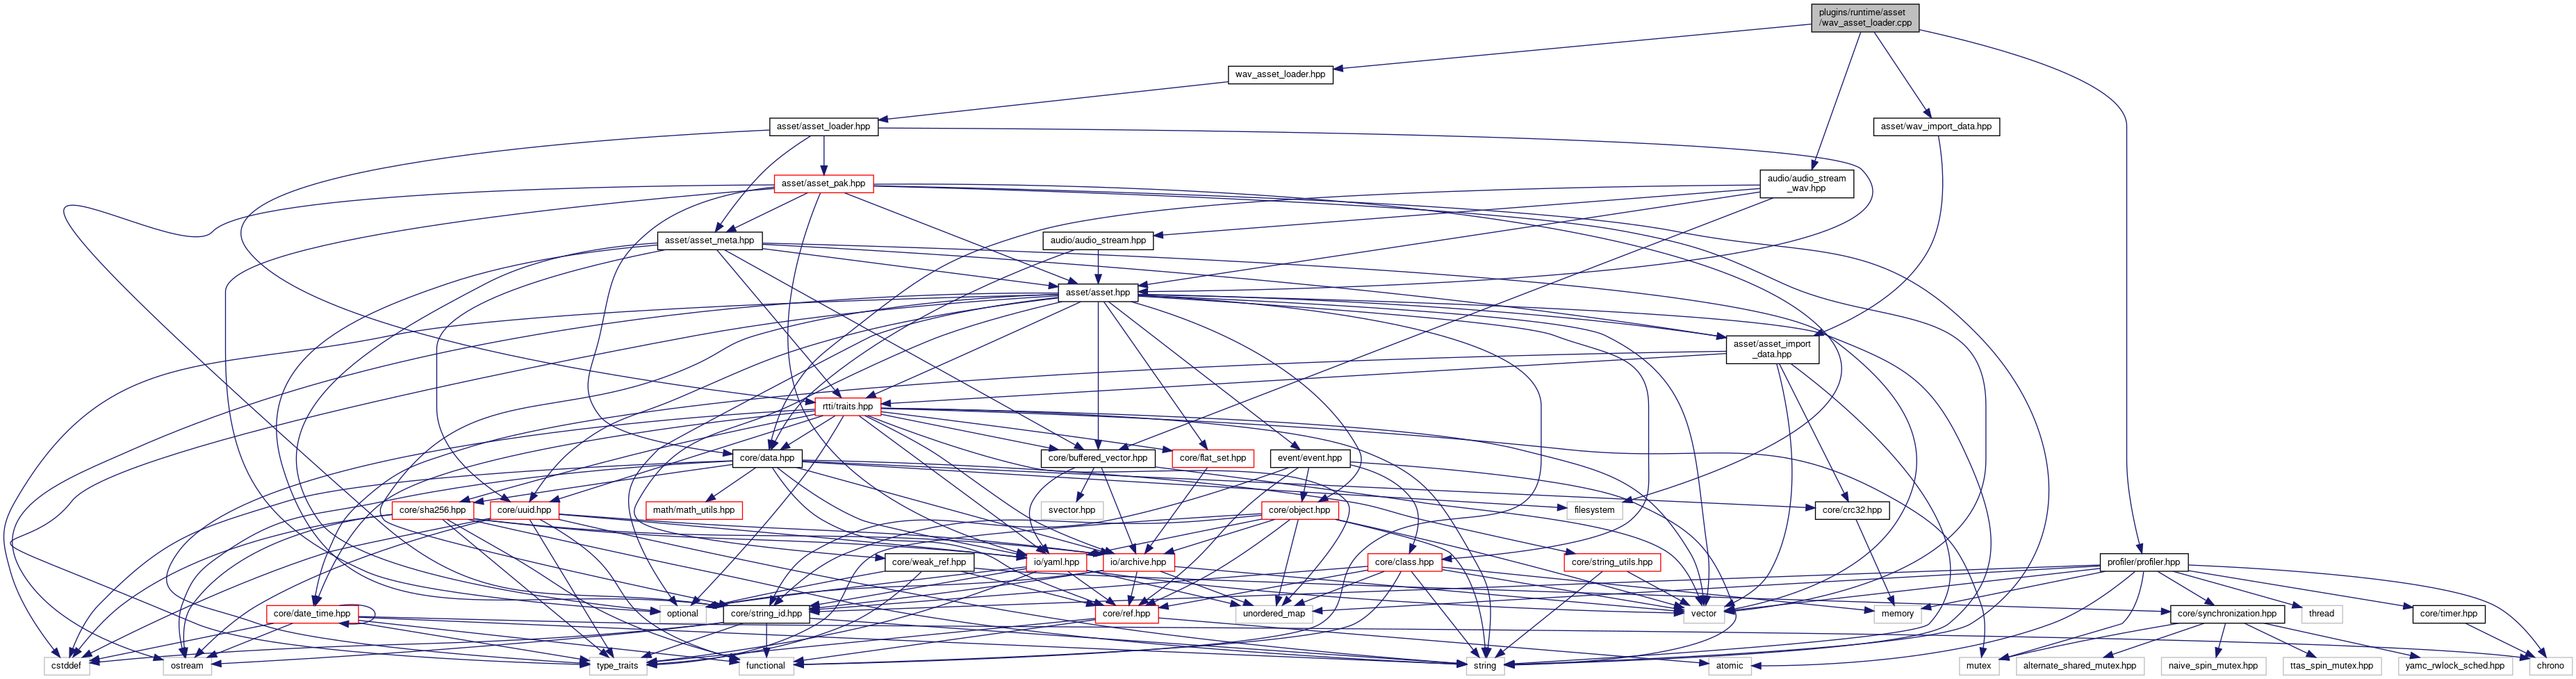 plugins/runtime/asset
/wav_asset_loader.cpp
wav_asset_loader.hpp
asset/asset_loader.hpp
asset/wav_import_data.hpp
asset/asset_pak.hpp
audio/audio_stream
_wav.hpp
asset/asset_meta.hpp
audio/audio_stream.hpp
asset/asset.hpp
asset/asset_import
_data.hpp
rtti/traits.hpp
core/data.hpp
core/buffered_vector.hpp
core/flat_set.hpp
event/event.hpp
core/sha256.hpp
core/uuid.hpp
math/math_utils.hpp
svector.hpp
core/object.hpp
filesystem
core/crc32.hpp
core/weak_ref.hpp
io/yaml.hpp
io/archive.hpp
core/class.hpp
core/string_utils.hpp
profiler/profiler.hpp
core/date_time.hpp
optional
core/string_id.hpp
core/ref.hpp
unordered_map
vector
memory
core/synchronization.hpp
thread
core/timer.hpp
cstddef
ostream
type_traits
functional
string
atomic
mutex
alternate_shared_mutex.hpp
naive_spin_mutex.hpp
ttas_spin_mutex.hpp
yamc_rwlock_sched.hpp
chrono